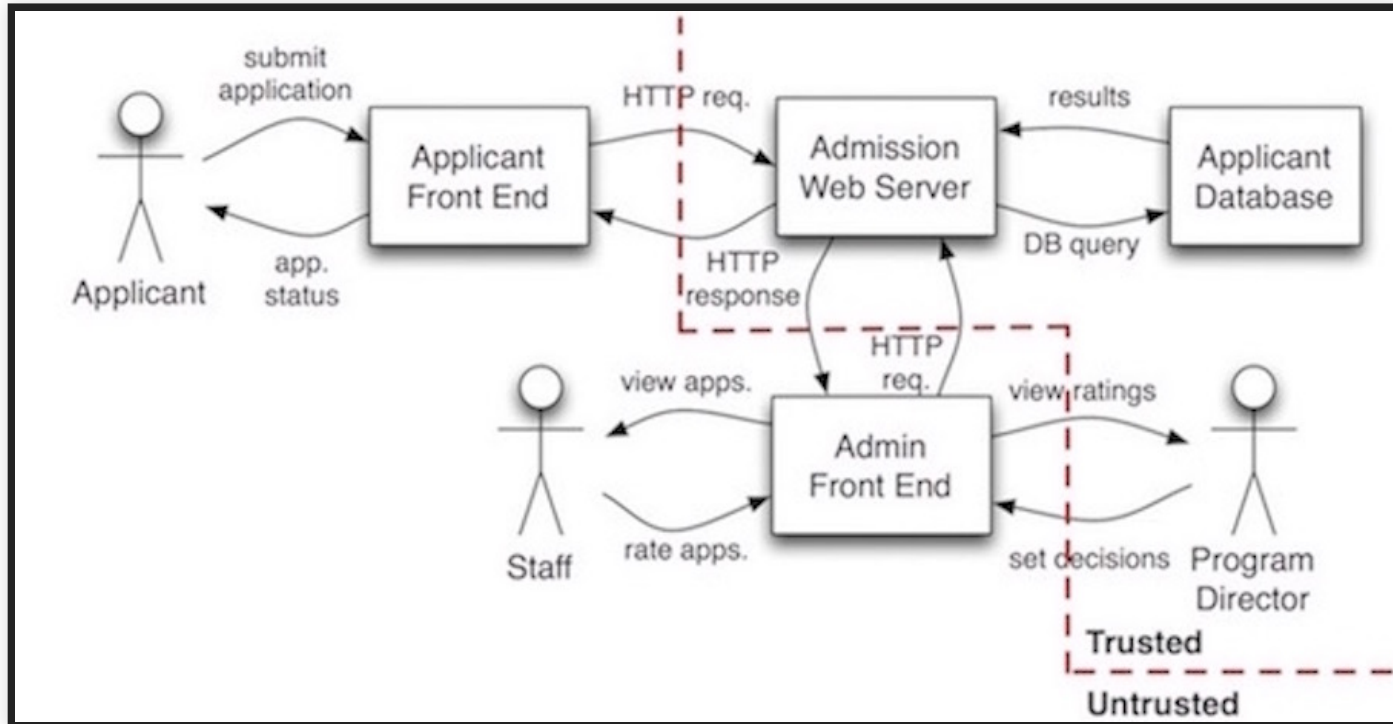 submit
application
HTTP req.
results
Applicant
Front End
Admission
Web Server
Applicant
Database
app.
status
HTTP
response
DB query
Applicant
view apps.
HTTP
req.
view ratings
Admin
Front End
rate apps.
set decisions
Staff
Program
Director
Trusted
Untrusted